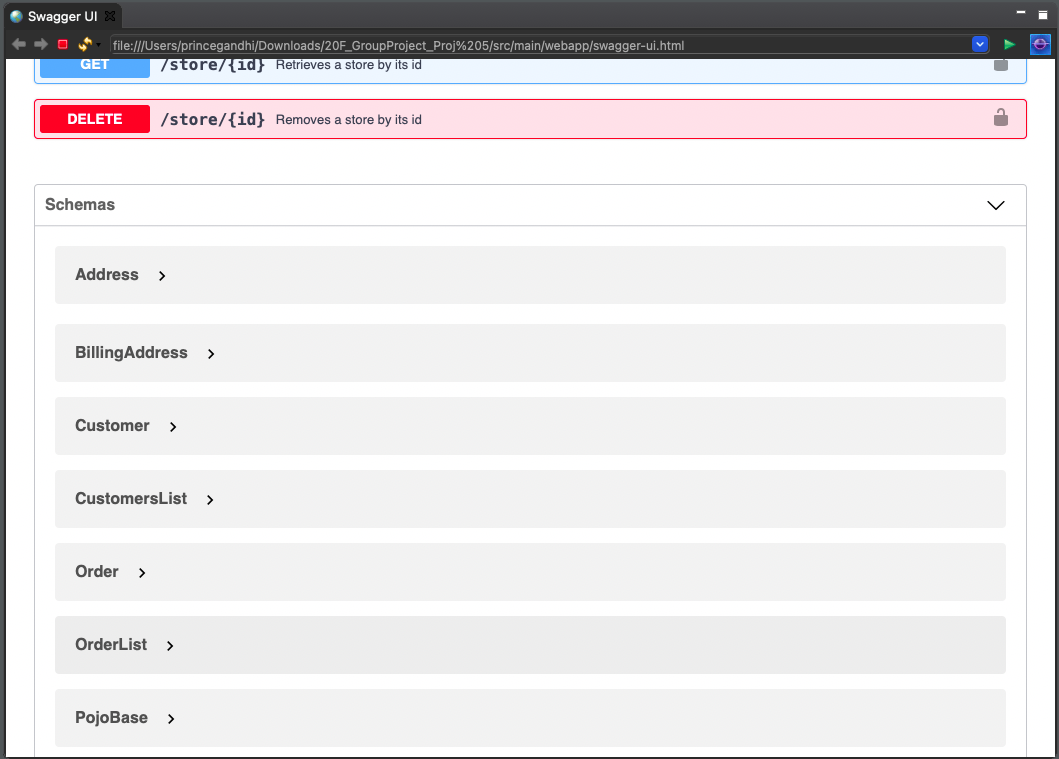 Swagger UI
file:///Users/princegandhi/Downloads/20F_GroupProject_Proj%205/src/main/webapp/swagger-ui.html
GET /store/{id} Retrieves a store by its id
DELETE /store/{id} Removes a store by its id
Schemas
Address
BillingAddress
Customer
CustomersList
Order
OrderList
PojoBase